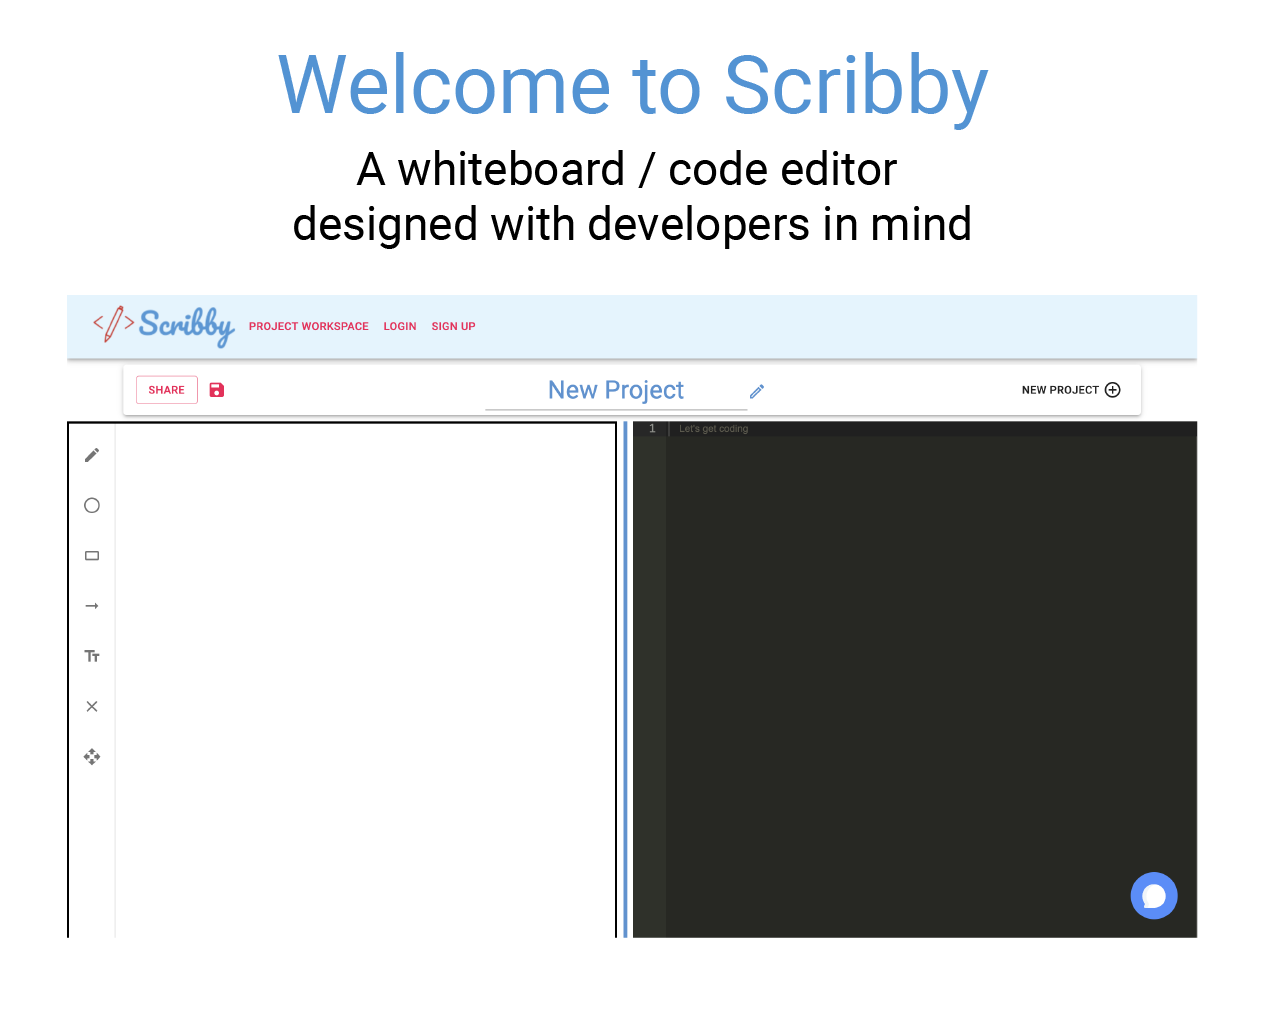 Welcome to Scribby
A whiteboard / code editor
designed with developers in mind
</> Scribby PROJECT WORKSPACE LOGIN SIGN UP
SHARE New Project NEW PROJECT
1 Let's get coding
Tт